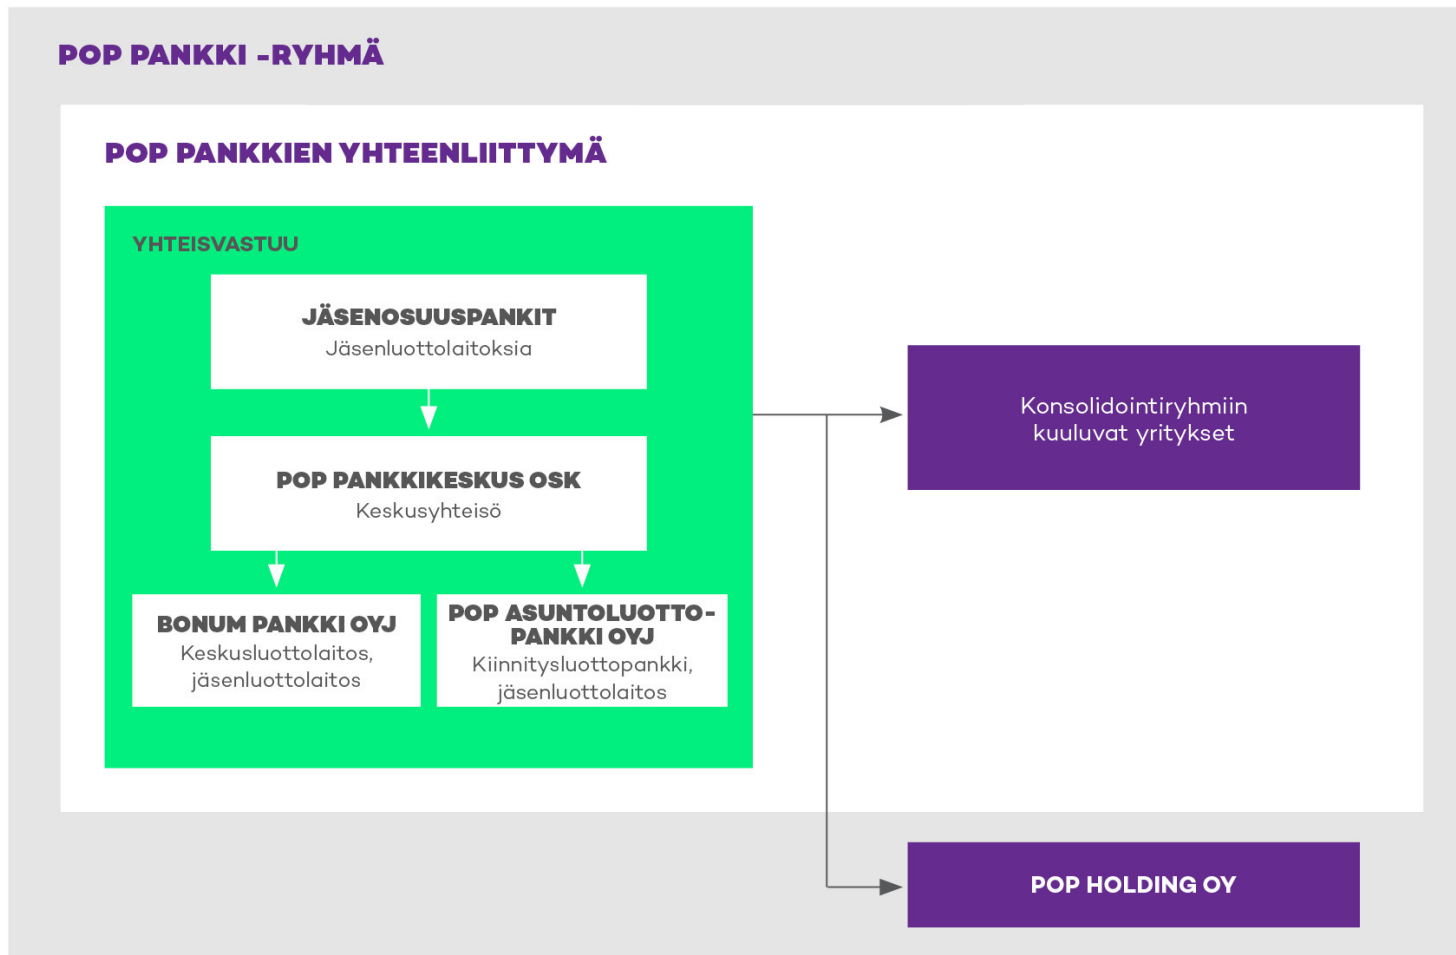 POP PANKKI -RYHMÄ
POP PANKKIEN YHTEENLIITTYMÄ
YHTEISVASTUU
JÄSENOSUUSPANKIT
Jäsenluottolaitoksia
POP PANKKIKESKUS OSK
Keskusyhteisö
BONUM PANKKI OYJ
Keskusluottolaitos,
jäsenluottolaitos
POP ASUNTOLUOTTO-
PANKKI OYJ
Kiinnitysluottopankki,
jäsenluottolaitos
Konsolidointiryhmiin
kuuluvat yritykset
POP HOLDING OY